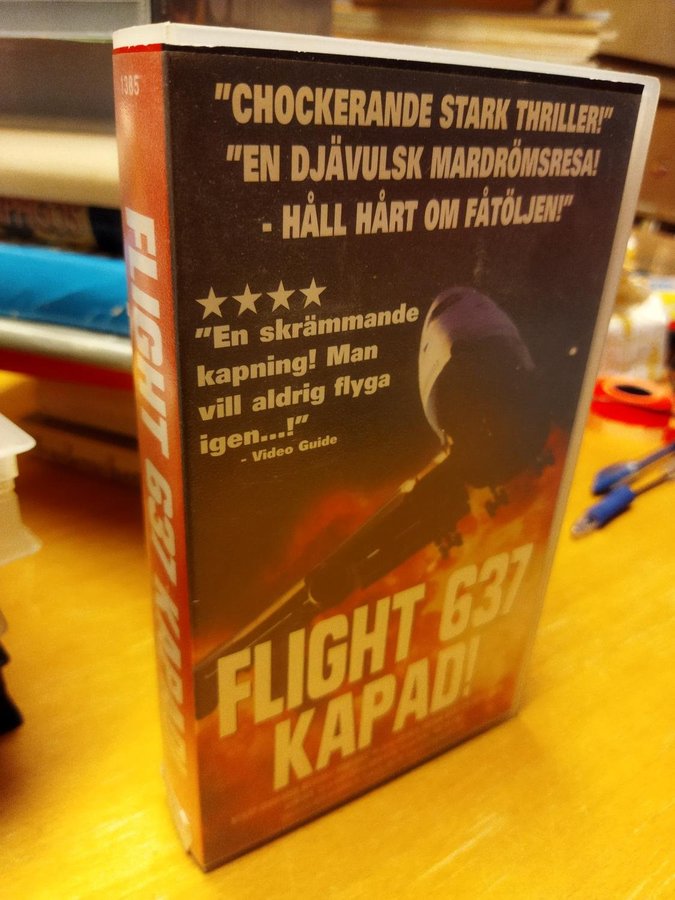 1385
FLIGHT 637 KAPAD!
"CHOCKERANDE STARK THRILLER!"
"EN DJÄVULSK MARDRÖMSRESA!
- HÅLL HÅRT OM FÅTÖLJEN!"
★★★★
"En skrämmande
kapning! Man
vill aldrig flyga
igen...!"
- Video Guide
FLIGHT 637
KAPAD!